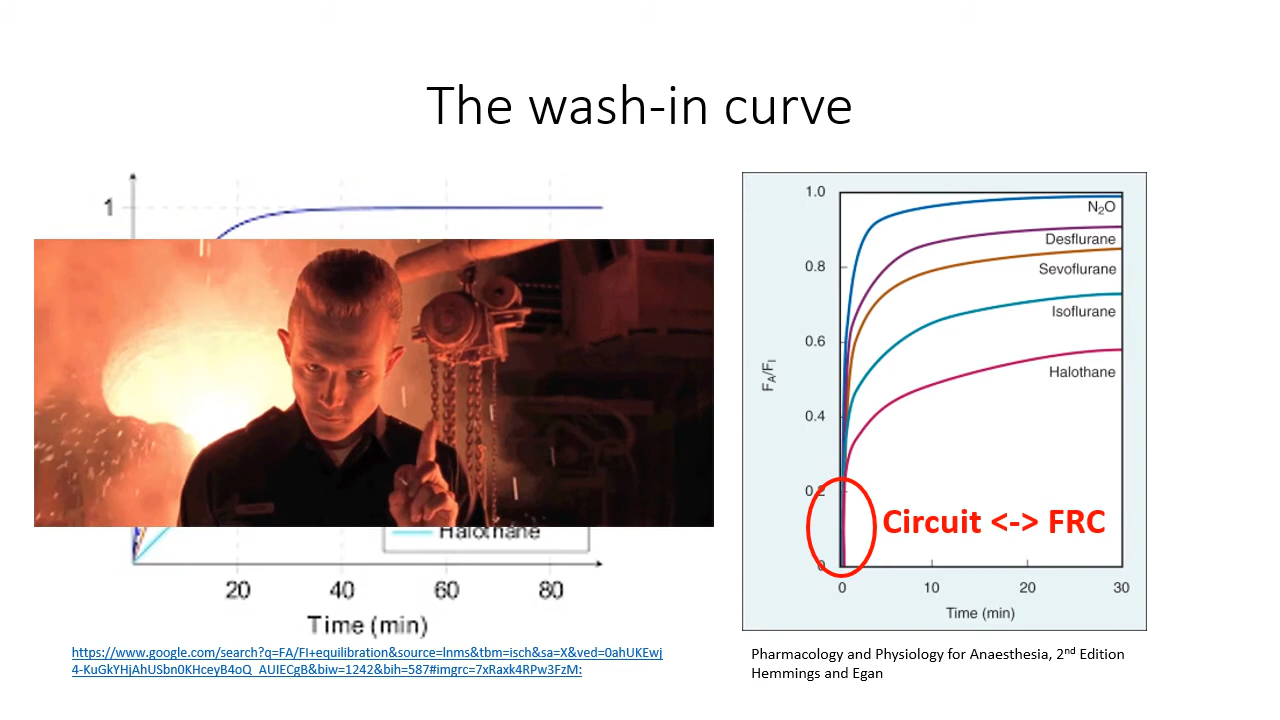 The wash-in curve
1
Halothane
20 40 60 80
Time (min)
https://www.google.com/search?q=FA/FI+equilibration&source=lnms&tbm=isch&sa=X&ved=0ahUKEwj
4-KuGkYHjAhUSbn0KHceyB4oQ_AUIECgB&biw=1242&bih=587#imgrc=7xRaxk4RPw3FzM:
1.0
0.8
0.6
0.4
0.2
0
FA/FI
N2O
Desflurane
Sevoflurane
Isoflurane
Halothane
Circuit <-> FRC
0 10 20 30
Time (min)
Pharmacology and Physiology for Anaesthesia, 2nd Edition
Hemmings and Egan